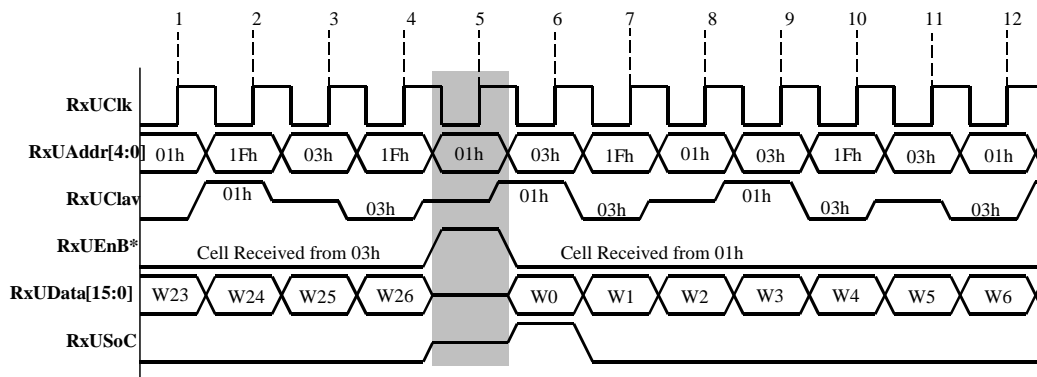 1 2 3 4 5 6 7 8 9 10 11 12
RxUClk
RxUAddr[4:0] 01h 1Fh 03h 1Fh 01h 03h 1Fh 01h 03h 1Fh 03h 01h
RxUClav 01h 03h 01h 03h 01h 03h 03h
RxUEnB* Cell Received from 03h Cell Received from 01h
RxUData[15:0] W23 W24 W25 W26 W0 W1 W2 W3 W4 W5 W6
RxUSoC